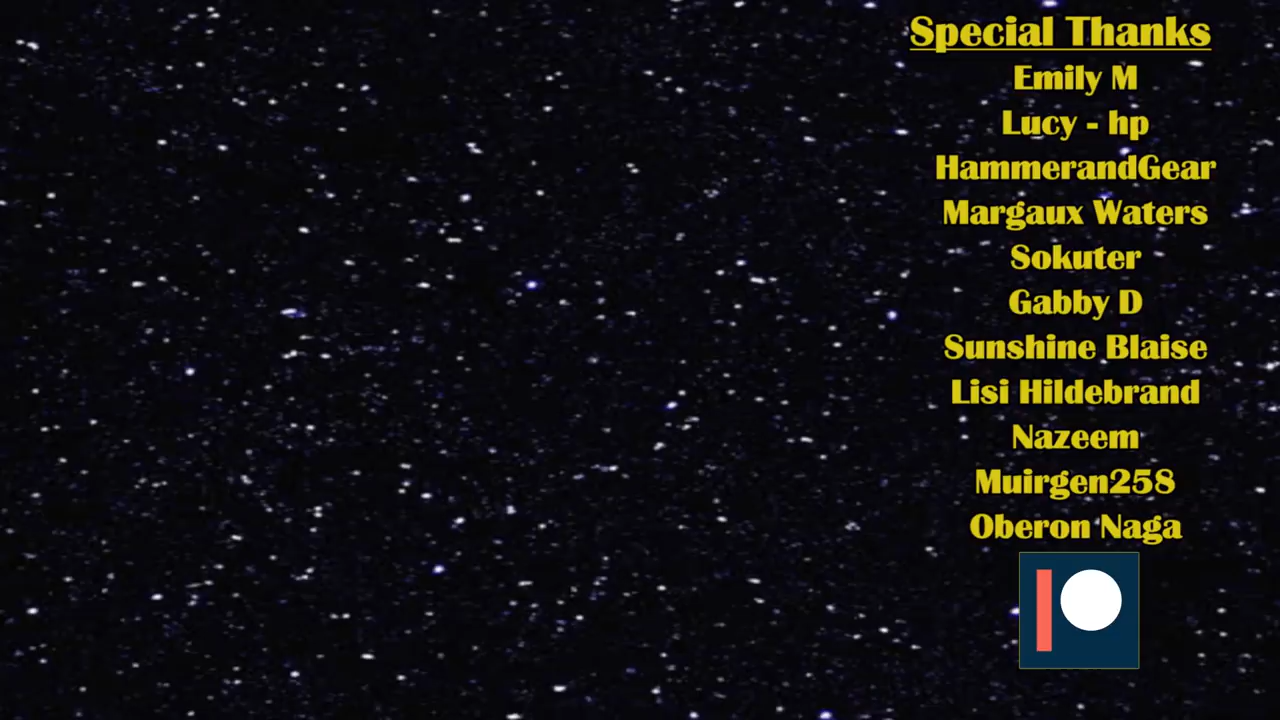 Special Thanks
Emily M
Lucy - hp
HammerandGear
Margaux Waters
Sokuter
Gabby D
Sunshine Blaise
Lisi Hildebrand
Nazeem
Muirgen258
Oberon Naga